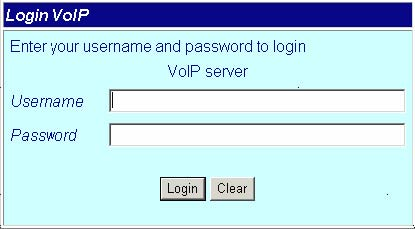 Login VoIP
Enter your username and password to login
VoIP server
Username
Password
Login Clear